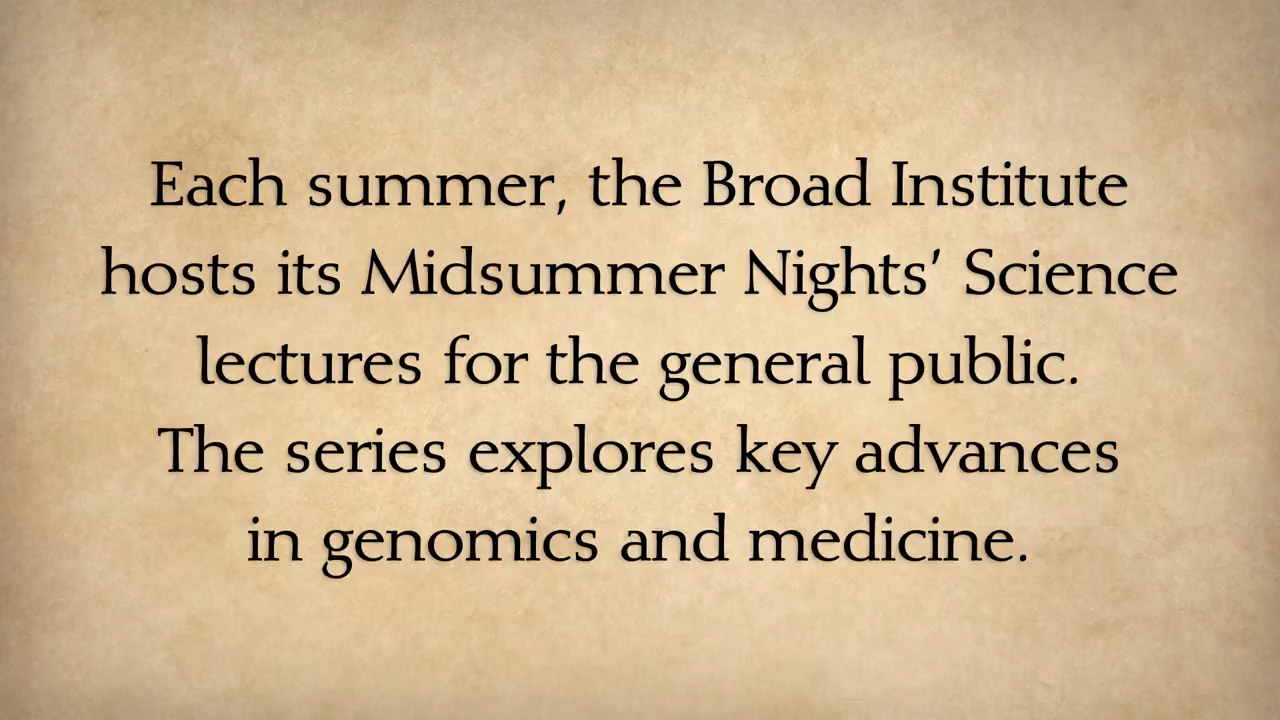 Each summer, the Broad Institute
hosts its Midsummer Nights’ Science
lectures for the general public.
The series explores key advances
in genomics and medicine.